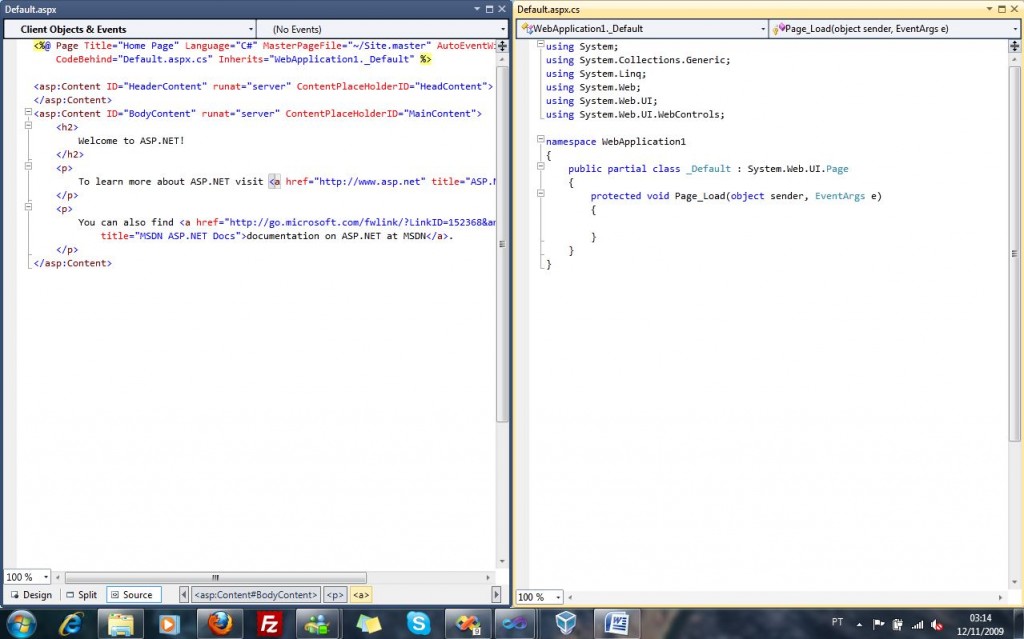 Default.aspx
Client Objects & Events
(No Events)
<%@ Page Title="Home Page" Language="C#" MasterPageFile="~/Site.master" AutoEventWi
CodeBehind="Default.aspx.cs" Inherits="WebApplication1._Default" %>
<asp:Content ID="HeaderContent" runat="server" ContentPlaceHolderID="HeadContent">
</asp:Content>
<asp:Content ID="BodyContent" runat="server" ContentPlaceHolderID="MainContent">
<h2>
Welcome to ASP.NET!
</h2>
<p>
To learn more about ASP.NET visit <a href="http://www.asp.net" title="ASP.N
</p>
<p>
You can also find <a href="http://go.microsoft.com/fwlink/?LinkID=152368&am
title="MSDN ASP.NET Docs">documentation on ASP.NET at MSDN</a>.
</p>
</asp:Content>
100 %
Design
Split
Source
<asp:Content#BodyContent>
<p>
<a>
Default.aspx.cs
WebApplication1._Default
Page_Load(object sender, EventArgs e)
using System;
using System.Collections.Generic;
using System.Linq;
using System.Web;
using System.Web.UI;
using System.Web.UI.WebControls;
namespace WebApplication1
{
public partial class _Default : System.Web.UI.Page
{
protected void Page_Load(object sender, EventArgs e)
{
}
}
}
100 %
PT
03:14
12/11/2009